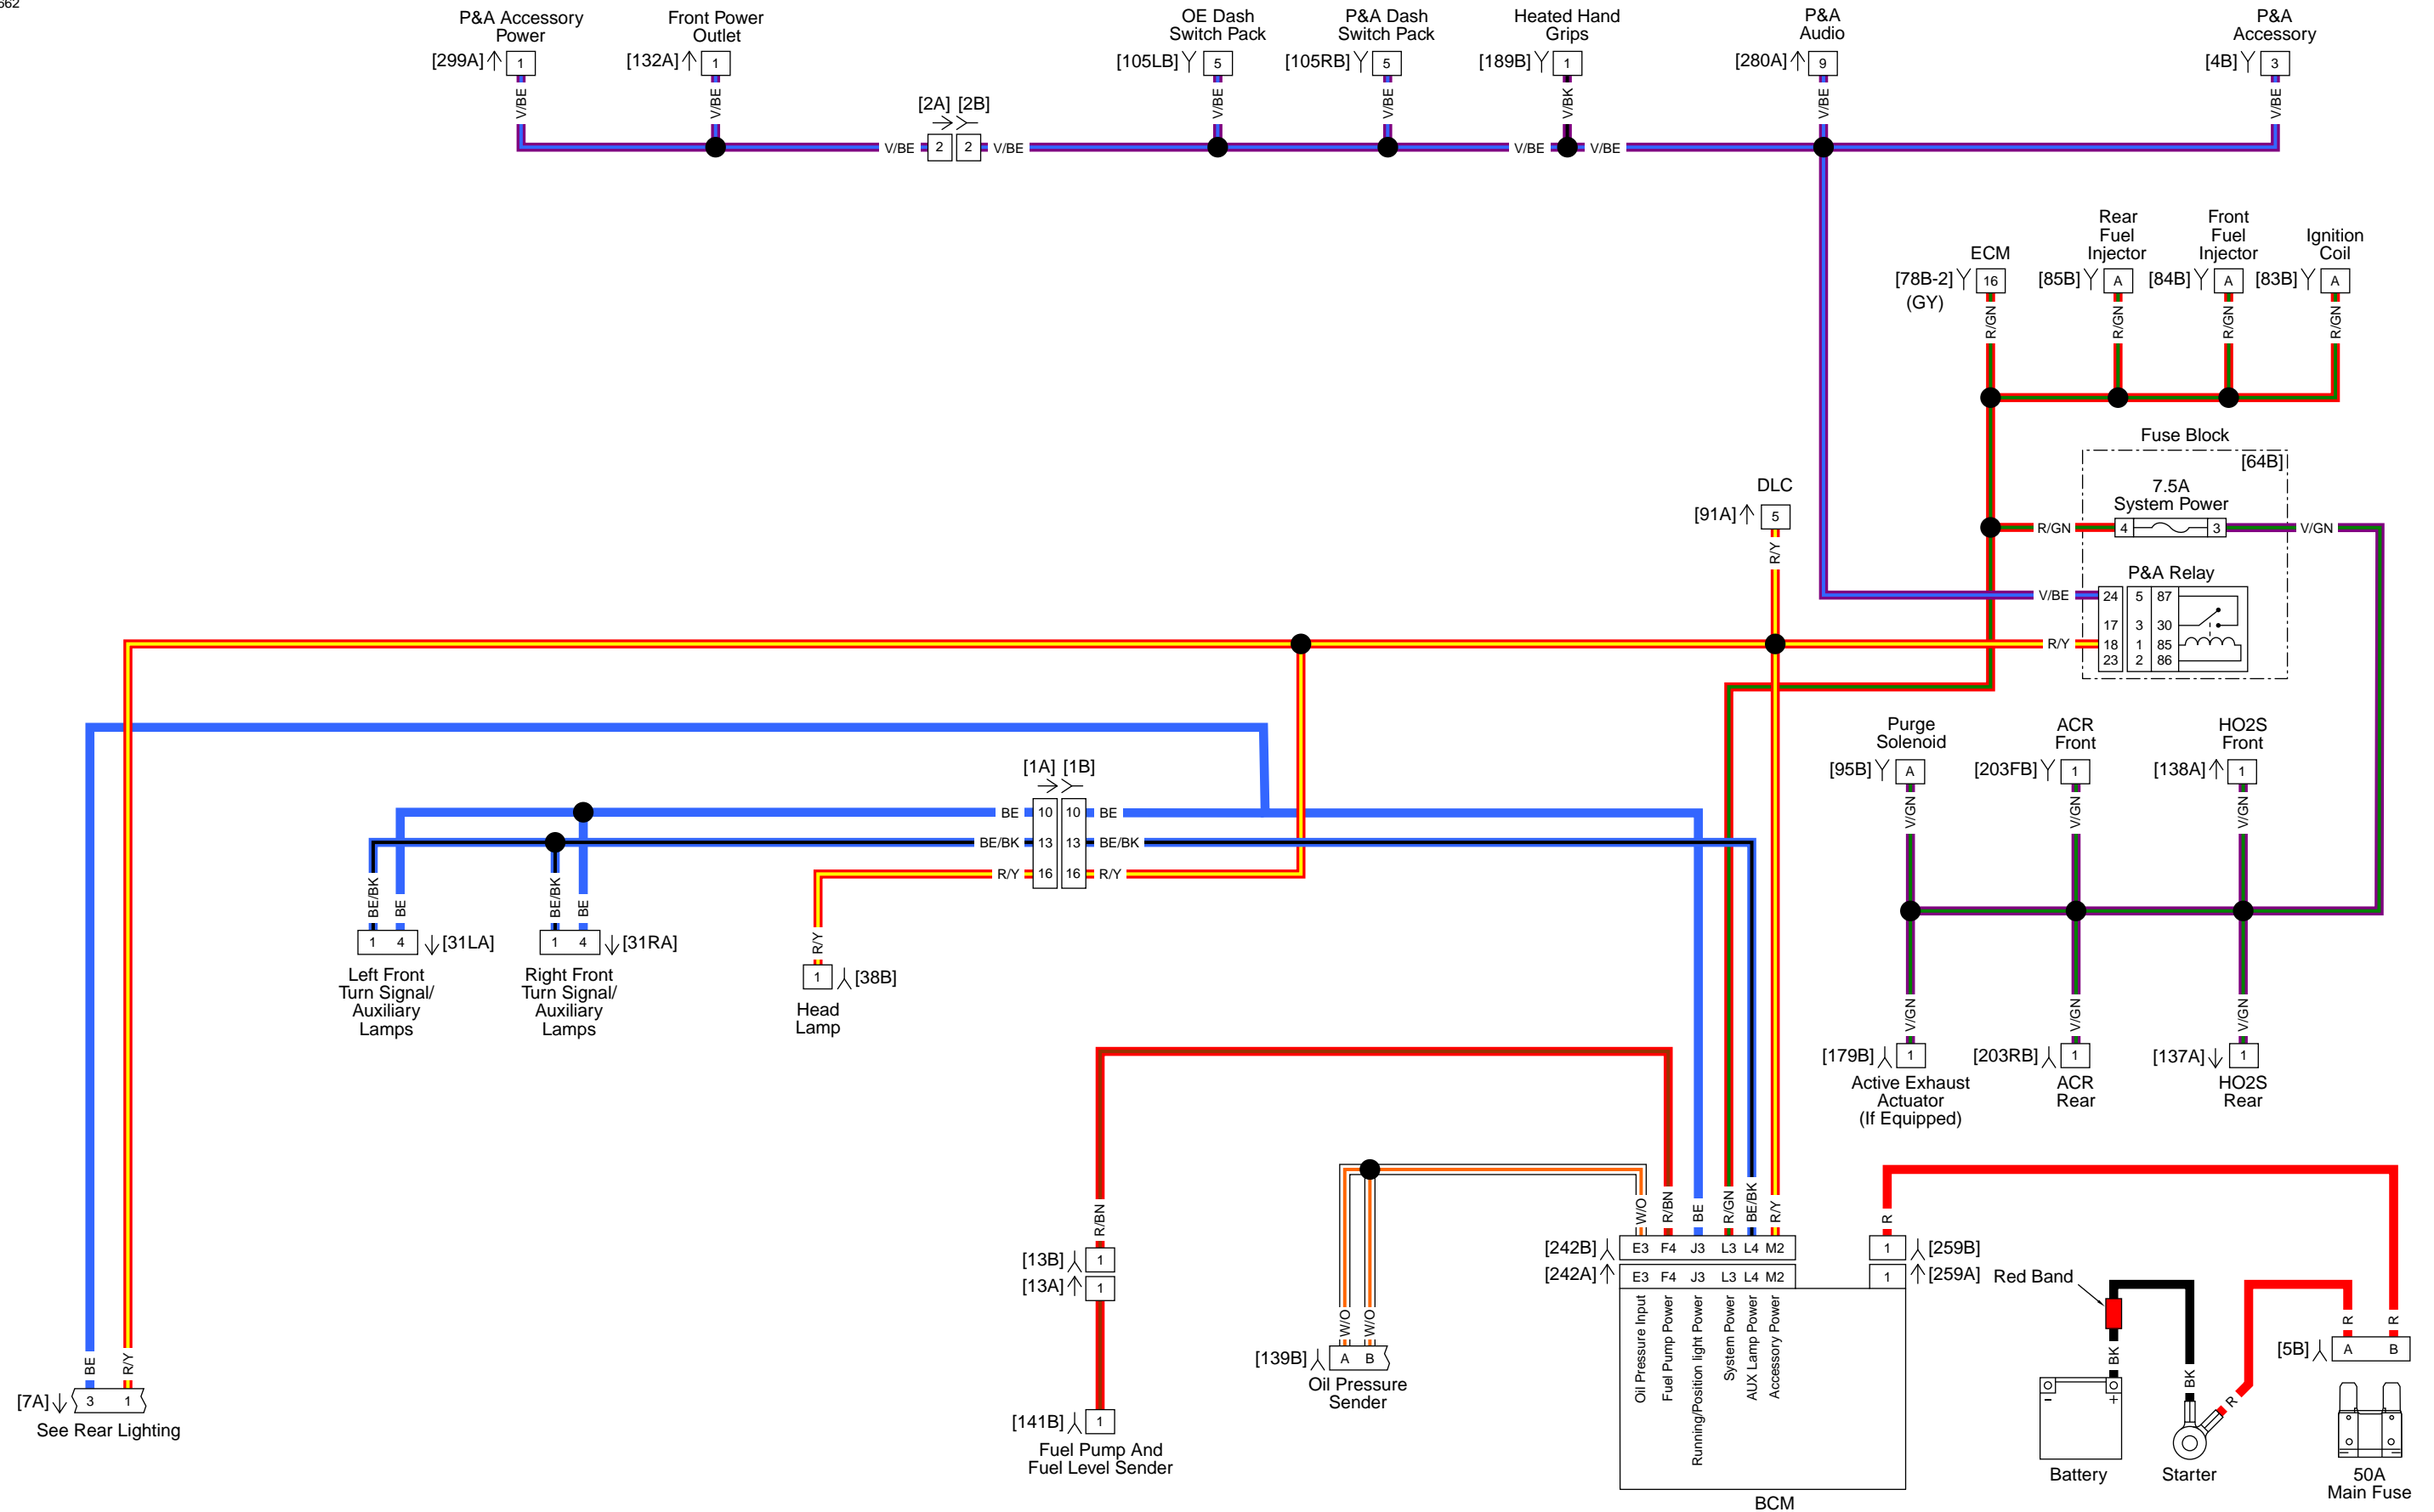 P&A Accessory
Power
[299A]
1
V/BE
Front Power
Outlet
[132A]
1
V/BE
V/BE
[2A] [2B]
2 2
V/BE
OE Dash
Switch Pack
[105LB]
5
V/BE
P&A Dash
Switch Pack
[105RB]
5
V/BE
Heated Hand
Grips
[189B]
1
V/BK
V/BE
V/BE
P&A
Audio
[280A]
9
V/BE
P&A
Accessory
[4B]
3
V/BE
ECM
[78B-2]
(GY)
16
R/GN
Rear
Fuel
Injector
[85B]
A
R/GN
Front
Fuel
Injector
[84B]
A
R/GN
Ignition
Coil
[83B]
A
R/GN
Fuse Block
[64B]
7.5A
System Power
R/GN
4 3
V/GN
P&A Relay
V/BE
24 5 87
17 3 30
R/Y
18 1 85
23 2 86
DLC
[91A]
5
R/Y
[1A] [1B]
BE 10 10 BE
BE/BK 13 13 BE/BK
R/Y 16 16 R/Y
BE/BK BE
1 4
[31LA]
Left Front
Turn Signal/
Auxiliary
Lamps
BE/BK BE
1 4
[31RA]
Right Front
Turn Signal/
Auxiliary
Lamps
R/Y
1
[38B]
Head
Lamp
Purge
Solenoid
[95B]
A
V/GN
ACR
Front
[203FB]
1
V/GN
HO2S
Front
[138A]
1
V/GN
V/GN
[179B]
1
Active Exhaust
Actuator
(If Equipped)
V/GN
[203RB]
1
ACR
Rear
V/GN
[137A]
1
HO2S
Rear
R/BN
[13B]
1
[13A]
1
[141B]
1
Fuel Pump And
Fuel Level Sender
W/O W/O
[139B]
A B
Oil Pressure
Sender
W/O R/BN BE R/GN BE/BK R/Y
[242B]
E3 F4 J3 L3 L4 M2
[242A]
E3 F4 J3 L3 L4 M2
Oil Pressure Input
Fuel Pump Power
Running/Position light Power
System Power
AUX Lamp Power
Accessory Power
BCM
R
1
[259B]
1
[259A]
Red Band
BK
- +
Battery
BK
R
Starter
R R
[5B]
A B
50A
Main Fuse
BE R/Y
[7A]
3 1
See Rear Lighting